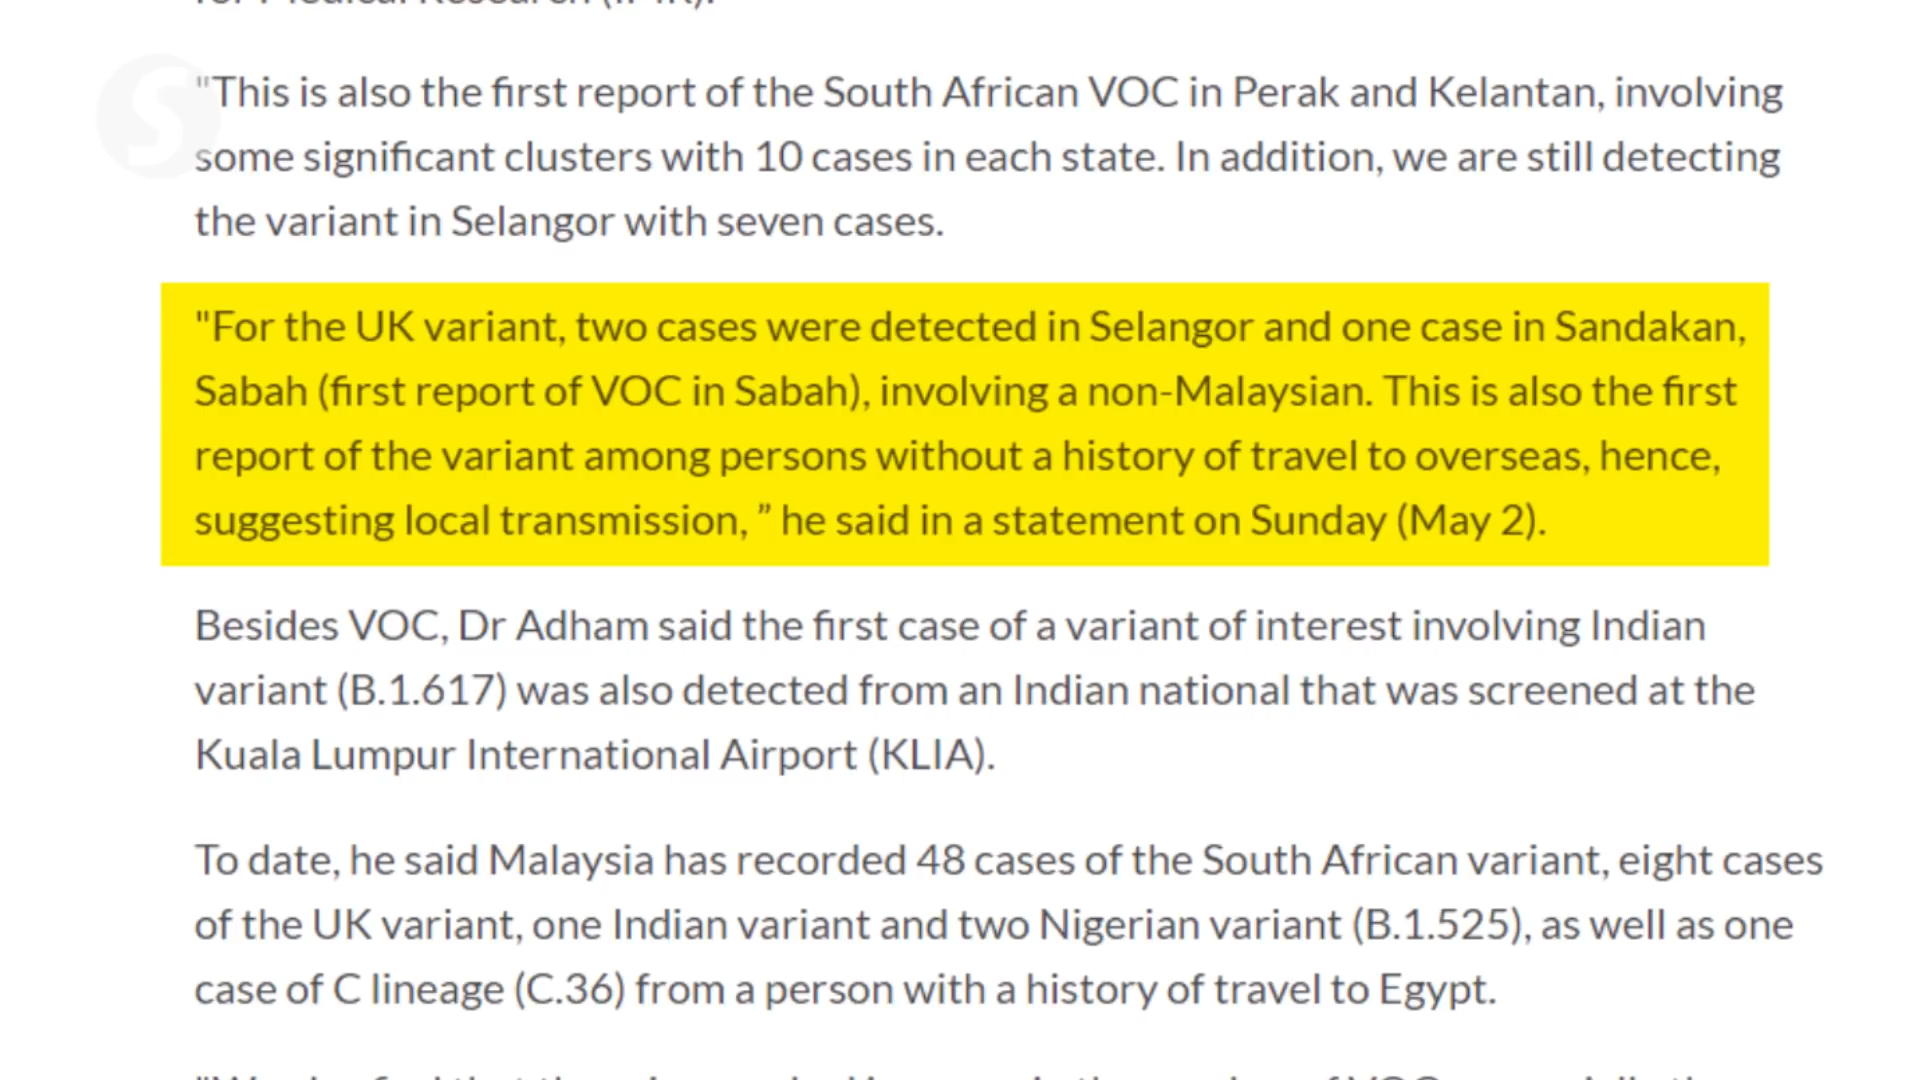 for Medical Research (IMR).
"This is also the first report of the South African VOC in Perak and Kelantan, involving
some significant clusters with 10 cases in each state. In addition, we are still detecting
the variant in Selangor with seven cases.
"For the UK variant, two cases were detected in Selangor and one case in Sandakan,
Sabah (first report of VOC in Sabah), involving a non-Malaysian. This is also the first
report of the variant among persons without a history of travel to overseas, hence,
suggesting local transmission, ” he said in a statement on Sunday (May 2).
Besides VOC, Dr Adham said the first case of a variant of interest involving Indian
variant (B.1.617) was also detected from an Indian national that was screened at the
Kuala Lumpur International Airport (KLIA).
To date, he said Malaysia has recorded 48 cases of the South African variant, eight cases
of the UK variant, one Indian variant and two Nigerian variant (B.1.525), as well as one
case of C lineage (C.36) from a person with a history of travel to Egypt.